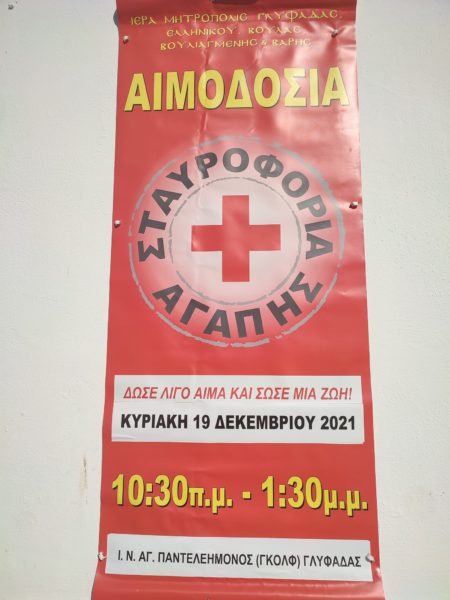 ΙΕΡΑ ΜΗΤΡΟΠΟΛΙΣ ΓΛΥΦΑΔΑΣ,
ΕΛΛΗΝΙΚΟΥ, ΒΟΥΛΑΣ,
ΒΟΥΛΙΑΓΜΕΝΗΣ & ΒΑΡΗΣ
ΑΙΜΟΔΟΣΙΑ
ΣΤΑΥΡΟΦΟΡΙΑ
ΑΓΑΠΗΣ
ΔΩΣΕ ΛΙΓΟ ΑΙΜΑ ΚΑΙ ΣΩΣΕ ΜΙΑ ΖΩΗ!
ΚΥΡΙΑΚΗ 19 ΔΕΚΕΜΒΡΙΟΥ 2021
10:30π.μ. - 1:30μ.μ.
Ι. Ν. ΑΓ. ΠΑΝΤΕΛΕΗΜΟΝΟΣ (ΓΚΟΛΦ) ΓΛΥΦΑΔΑΣ